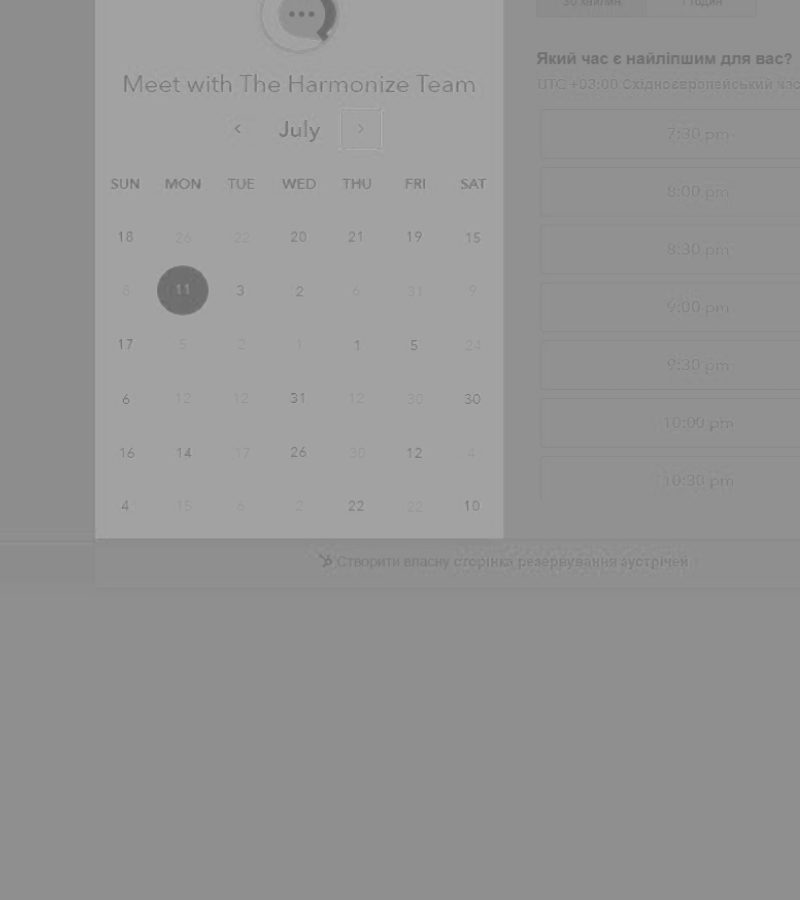 30 хвилин 1 годин
Meet with The Harmonize Team
July
SUN MON TUE WED THU FRI SAT
18 26 22 20 21 19 15
8 11 3 2 6 31 9
17 5 2 1 1 5 24
6 12 12 31 12 30 30
16 14 17 26 30 12 4
4 15 6 2 22 22 10
Який час є найліпшим для вас?
UTC +03:00 Східноєвропейський час
7:30 pm
8:00 pm
8:30 pm
9:00 pm
9:30 pm
10:00 pm
10:30 pm
Створити власну сторінка резервування зустрічей